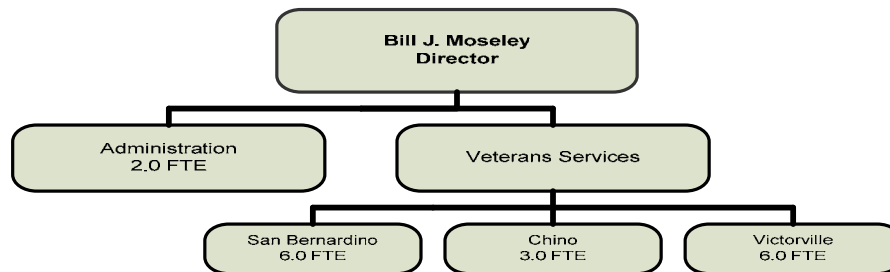 Bill J. Moseley
Director
Administration
2.0 FTE
Veterans Services
San Bernardino
6.0 FTE
Chino
3.0 FTE
Victorville
6.0 FTE